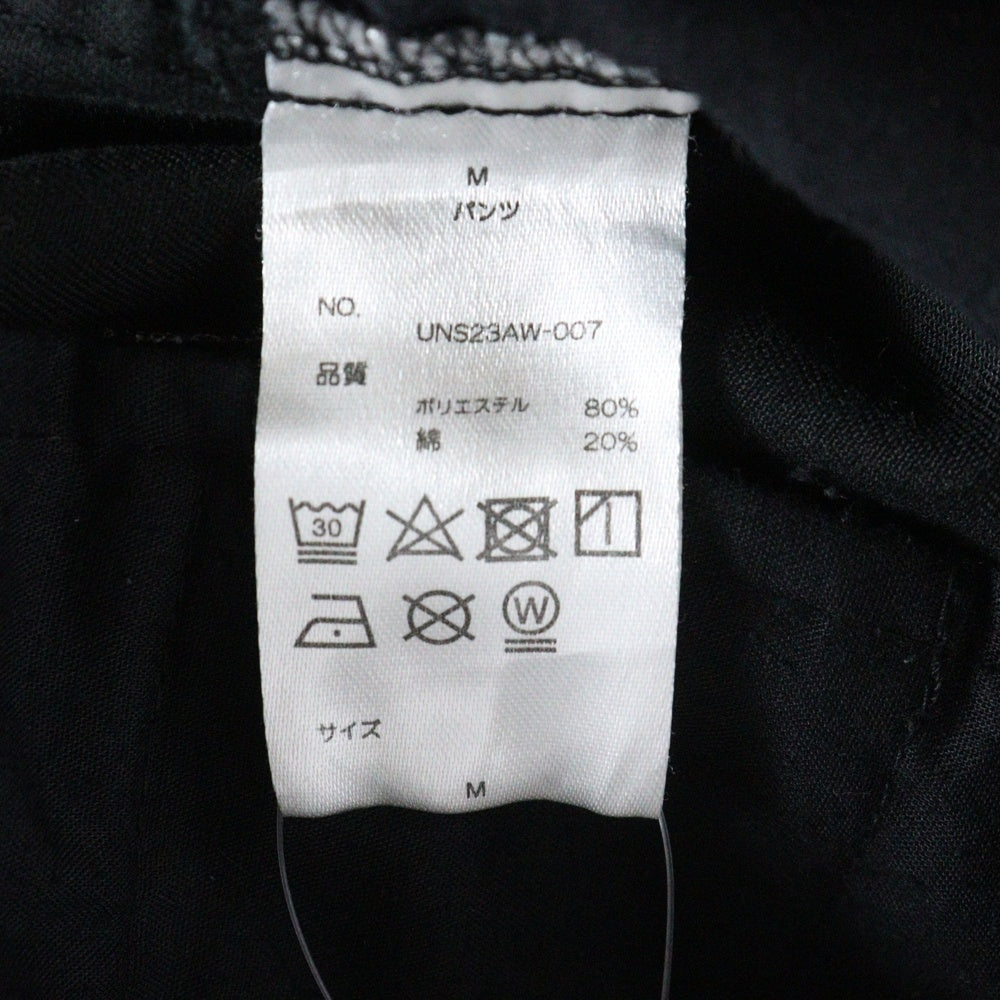 M
パンツ
NO.
UNS23AW-007
品質
ポリエステル 80%
綿 20%
30
W
サイズ
M